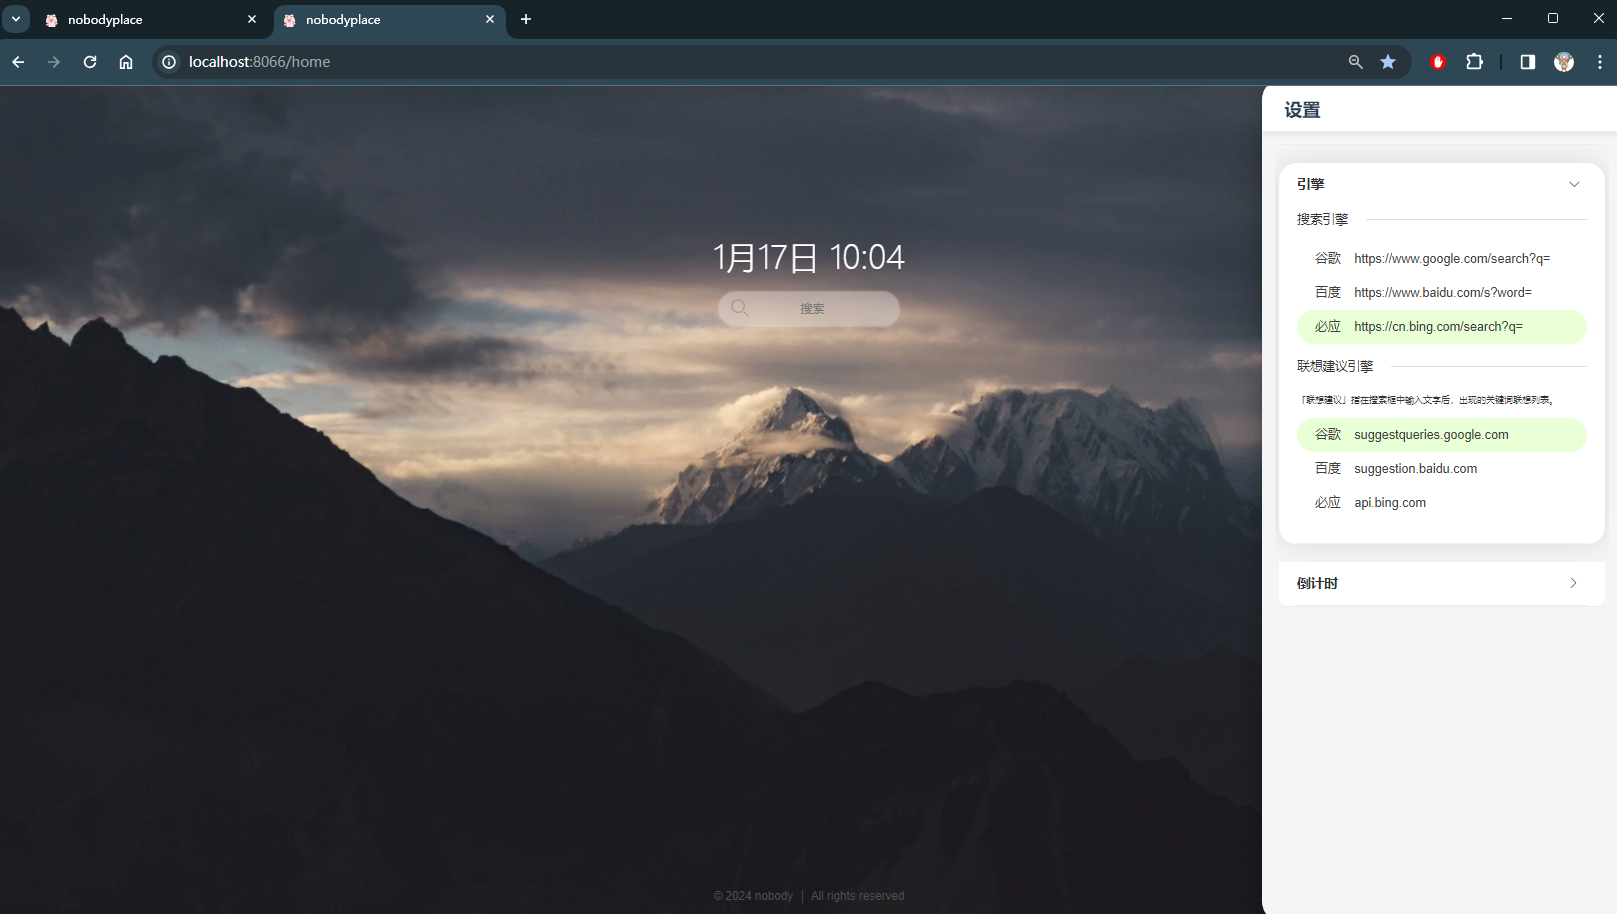 nobodyplace
nobodyplace
localhost:8066/home
1月17日 10:04
搜索
© 2024 nobody | All rights reserved
设置
引擎
搜索引擎
谷歌 https://www.google.com/search?q=
百度 https://www.baidu.com/s?word=
必应 https://cn.bing.com/search?q=
联想建议引擎
「联想建议」指在搜索框中输入文字后，出现的关键词联想列表。
谷歌 suggestqueries.google.com
百度 suggestion.baidu.com
必应 api.bing.com
倒计时